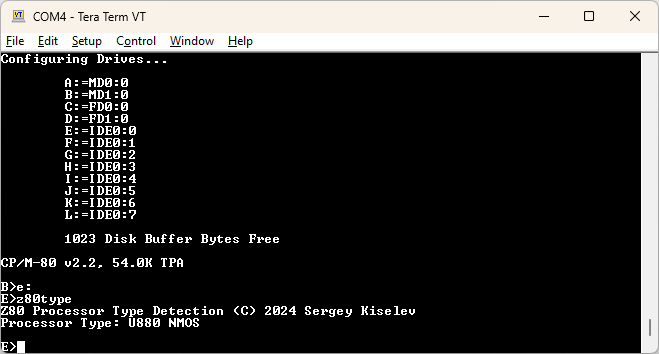 COM4 - Tera Term VT
File Edit Setup Control Window Help
Configuring Drives...
A:=MD0:0
B:=MD1:0
C:=FD0:0
D:=FD1:0
E:=IDE0:0
F:=IDE0:1
G:=IDE0:2
H:=IDE0:3
I:=IDE0:4
J:=IDE0:5
K:=IDE0:6
L:=IDE0:7
1023 Disk Buffer Bytes Free
CP/M-80 v2.2, 54.0K TPA
B>e:
E>z80type
Z80 Processor Type Detection (C) 2024 Sergey Kiselev
Processor Type: U880 NMOS
E>